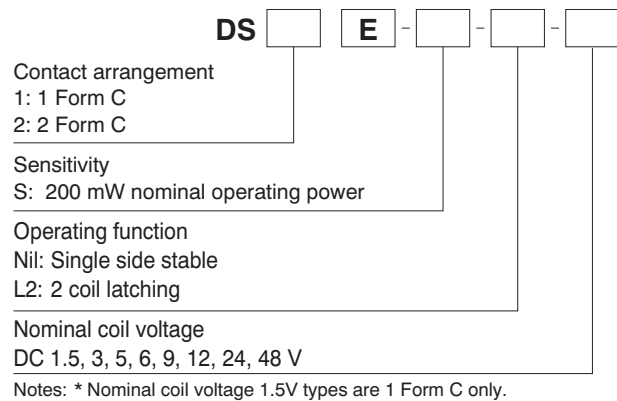 DS E - - -
Contact arrangement
1: 1 Form C
2: 2 Form C
Sensitivity
S: 200 mW nominal operating power
Operating function
Nil: Single side stable
L2: 2 coil latching
Nominal coil voltage
DC 1.5, 3, 5, 6, 9, 12, 24, 48 V
Notes: * Nominal coil voltage 1.5V types are 1 Form C only.